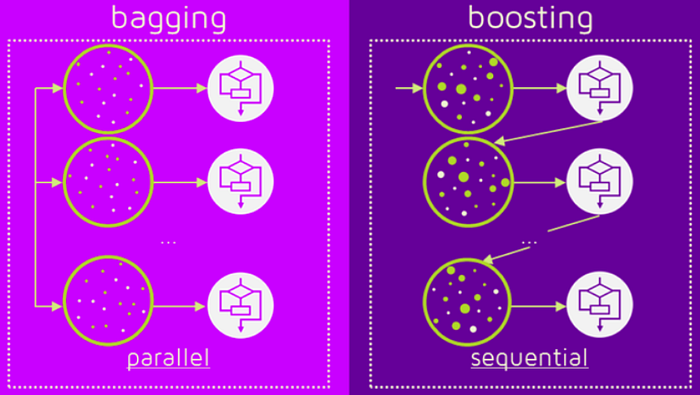 bagging
boosting
...
...
parallel
sequential